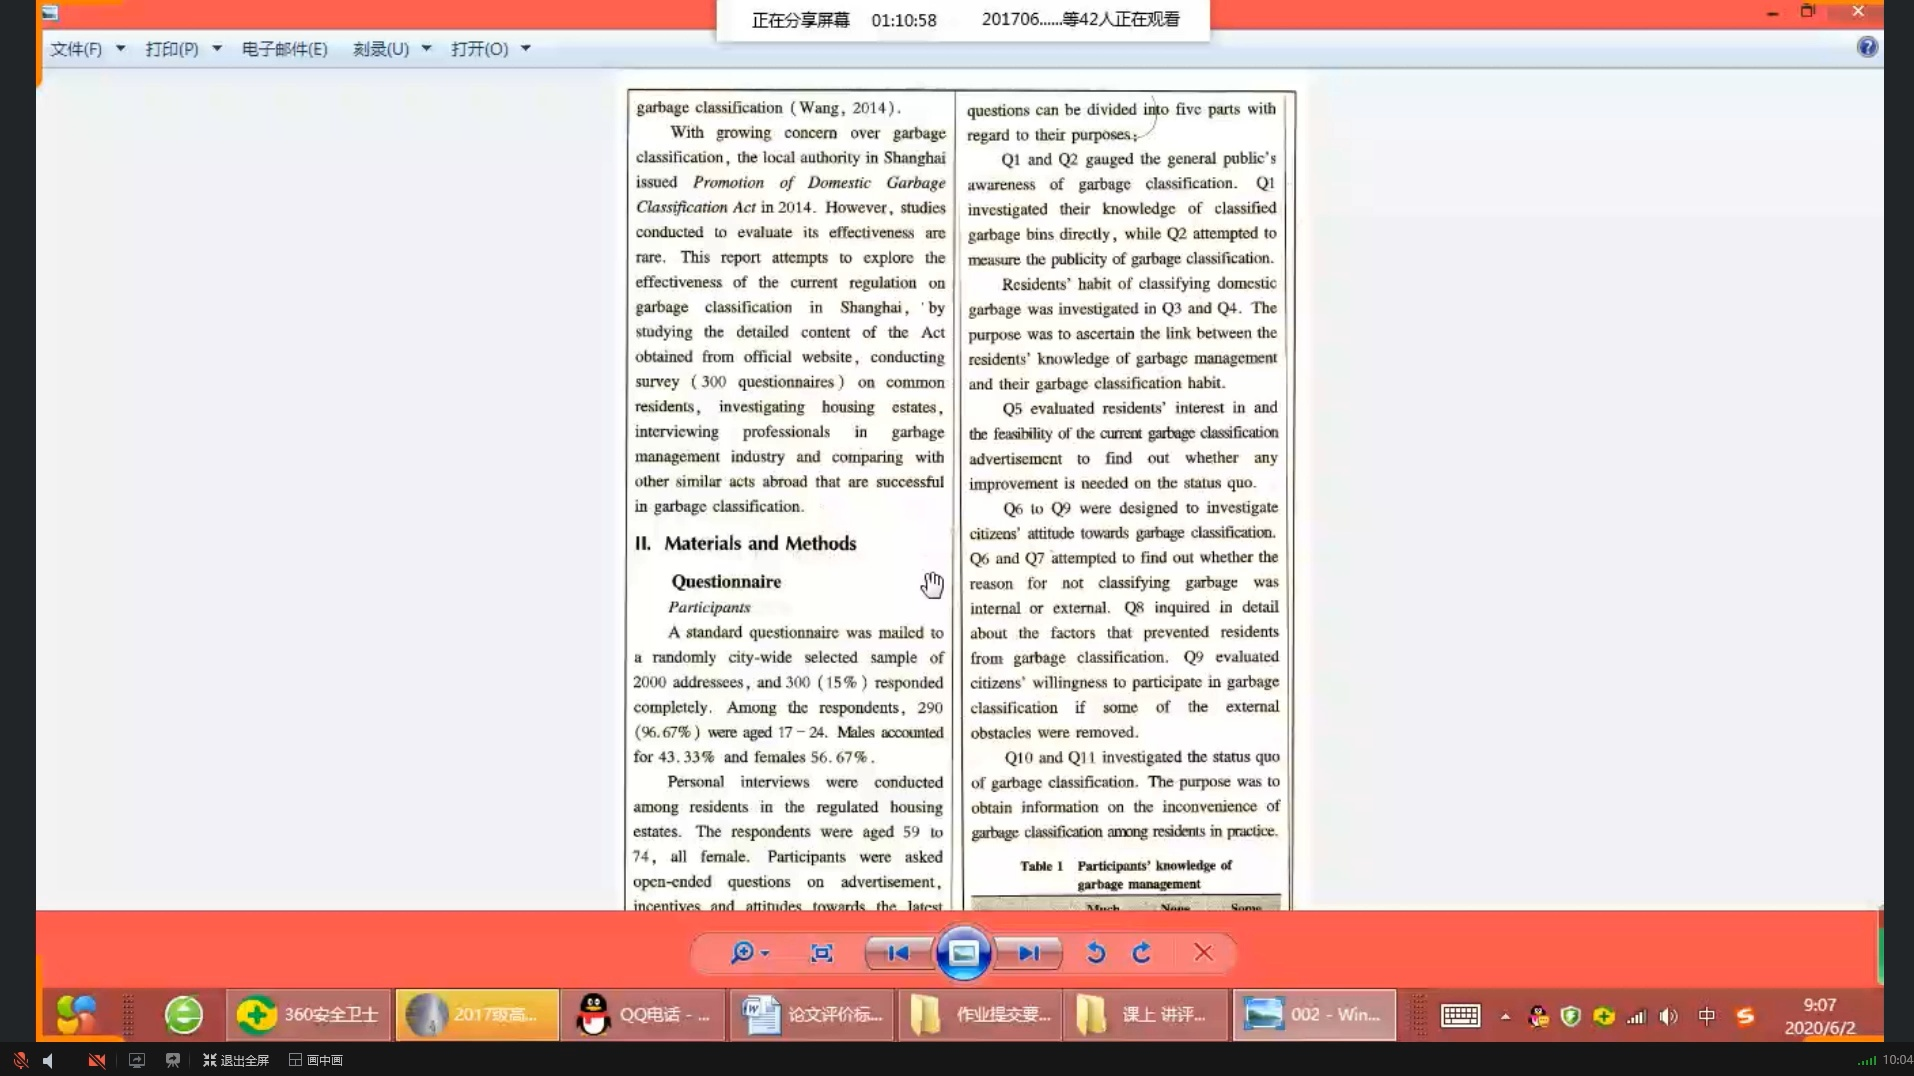 正在分享屏幕 01:10:58 201706......等42人正在观看
文件(F) 打印(P) 电子邮件(E) 刻录(U) 打开(O)
garbage classification (Wang, 2014).
With growing concern over garbage
classification, the local authority in Shanghai
issued Promotion of Domestic Garbage
Classification Act in 2014. However, studies
conducted to evaluate its effectiveness are
rare. This report attempts to explore the
effectiveness of the current regulation on
garbage classification in Shanghai, by
studying the detailed content of the Act
obtained from official website, conducting
survey (300 questionnaires) on common
residents, investigating housing estates,
interviewing professionals in garbage
management industry and comparing with
other similar acts abroad that are successful
in garbage classification.
II. Materials and Methods
Questionnaire
Participants
A standard questionnaire was mailed to
a randomly city-wide selected sample of
2000 addressees, and 300 (15%) responded
completely. Among the respondents, 290
(96.67%) were aged 17-24. Males accounted
for 43.33% and females 56.67%.
Personal interviews were conducted
among residents in the regulated housing
estates. The respondents were aged 59 to
74, all female. Participants were asked
open-ended questions on advertisement,
incentives and attitudes towards the latest
questions can be divided into five parts with
regard to their purposes:
Q1 and Q2 gauged the general public's
awareness of garbage classification. Q1
investigated their knowledge of classified
garbage bins directly, while Q2 attempted to
measure the publicity of garbage classification.
Residents' habit of classifying domestic
garbage was investigated in Q3 and Q4. The
purpose was to ascertain the link between the
residents' knowledge of garbage management
and their garbage classification habit.
Q5 evaluated residents' interest in and
the feasibility of the current garbage classification
advertisement to find out whether any
improvement is needed on the status quo.
Q6 to Q9 were designed to investigate
citizens' attitude towards garbage classification.
Q6 and Q7 attempted to find out whether the
reason for not classifying garbage was
internal or external. Q8 inquired in detail
about the factors that prevented residents
from garbage classification. Q9 evaluated
citizens' willingness to participate in garbage
classification if some of the external
obstacles were removed.
Q10 and Q11 investigated the status quo
of garbage classification. The purpose was to
obtain information on the inconvenience of
garbage classification among residents in practice.
Table 1 Participants' knowledge of
garbage management
Much None Some
360安全卫士 2017级高... QQ电话 - ... 论文评价标... 作业提交要... 课上 讲评... 002 - Win... 中 9:07
2020/6/2
退出全屏 画中画 10:04